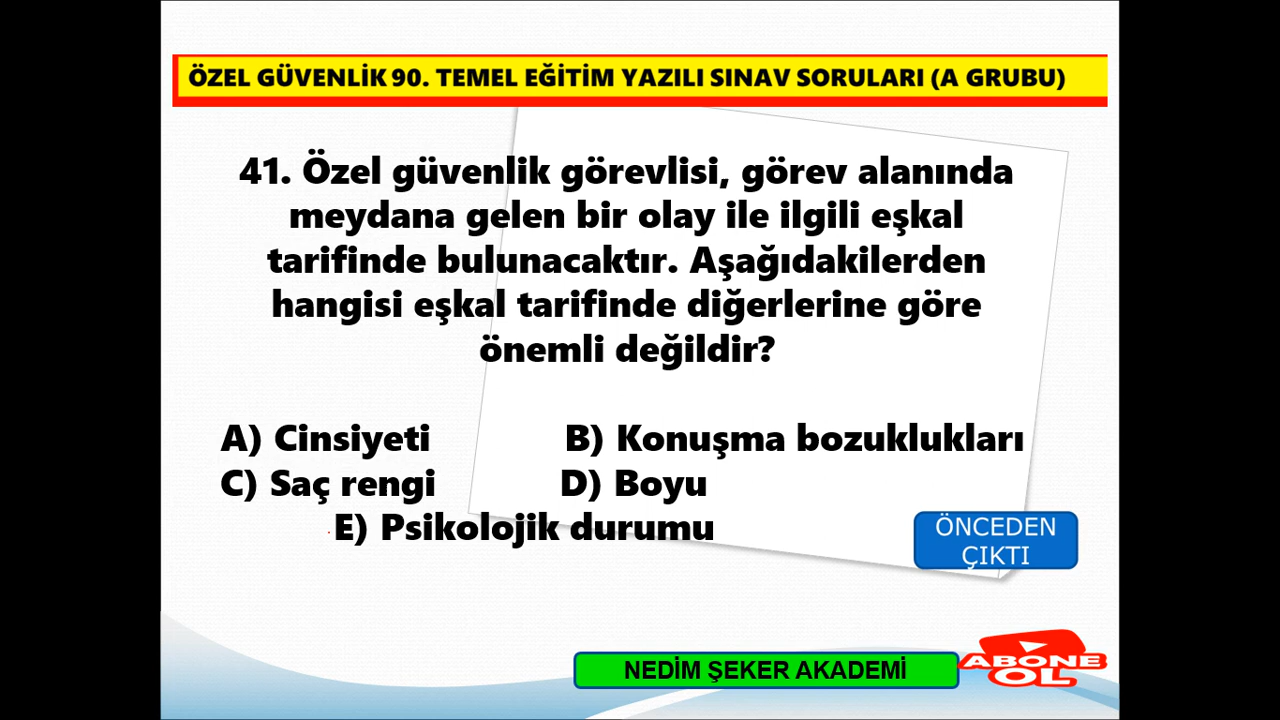 ÖZEL GÜVENLİK 90. TEMEL EĞİTİM YAZILI SINAV SORULARI (A GRUBU)
41. Özel güvenlik görevlisi, görev alanında
meydana gelen bir olay ile ilgili eşkal
tarifinde bulunacaktır. Aşağıdakilerden
hangisi eşkal tarifinde diğerlerine göre
önemli değildir?
A) Cinsiyeti B) Konuşma bozuklukları
C) Saç rengi D) Boyu
E) Psikolojik durumu
ÖNCEDEN
ÇIKTI
NEDİM ŞEKER AKADEMİ
ABONE
OL